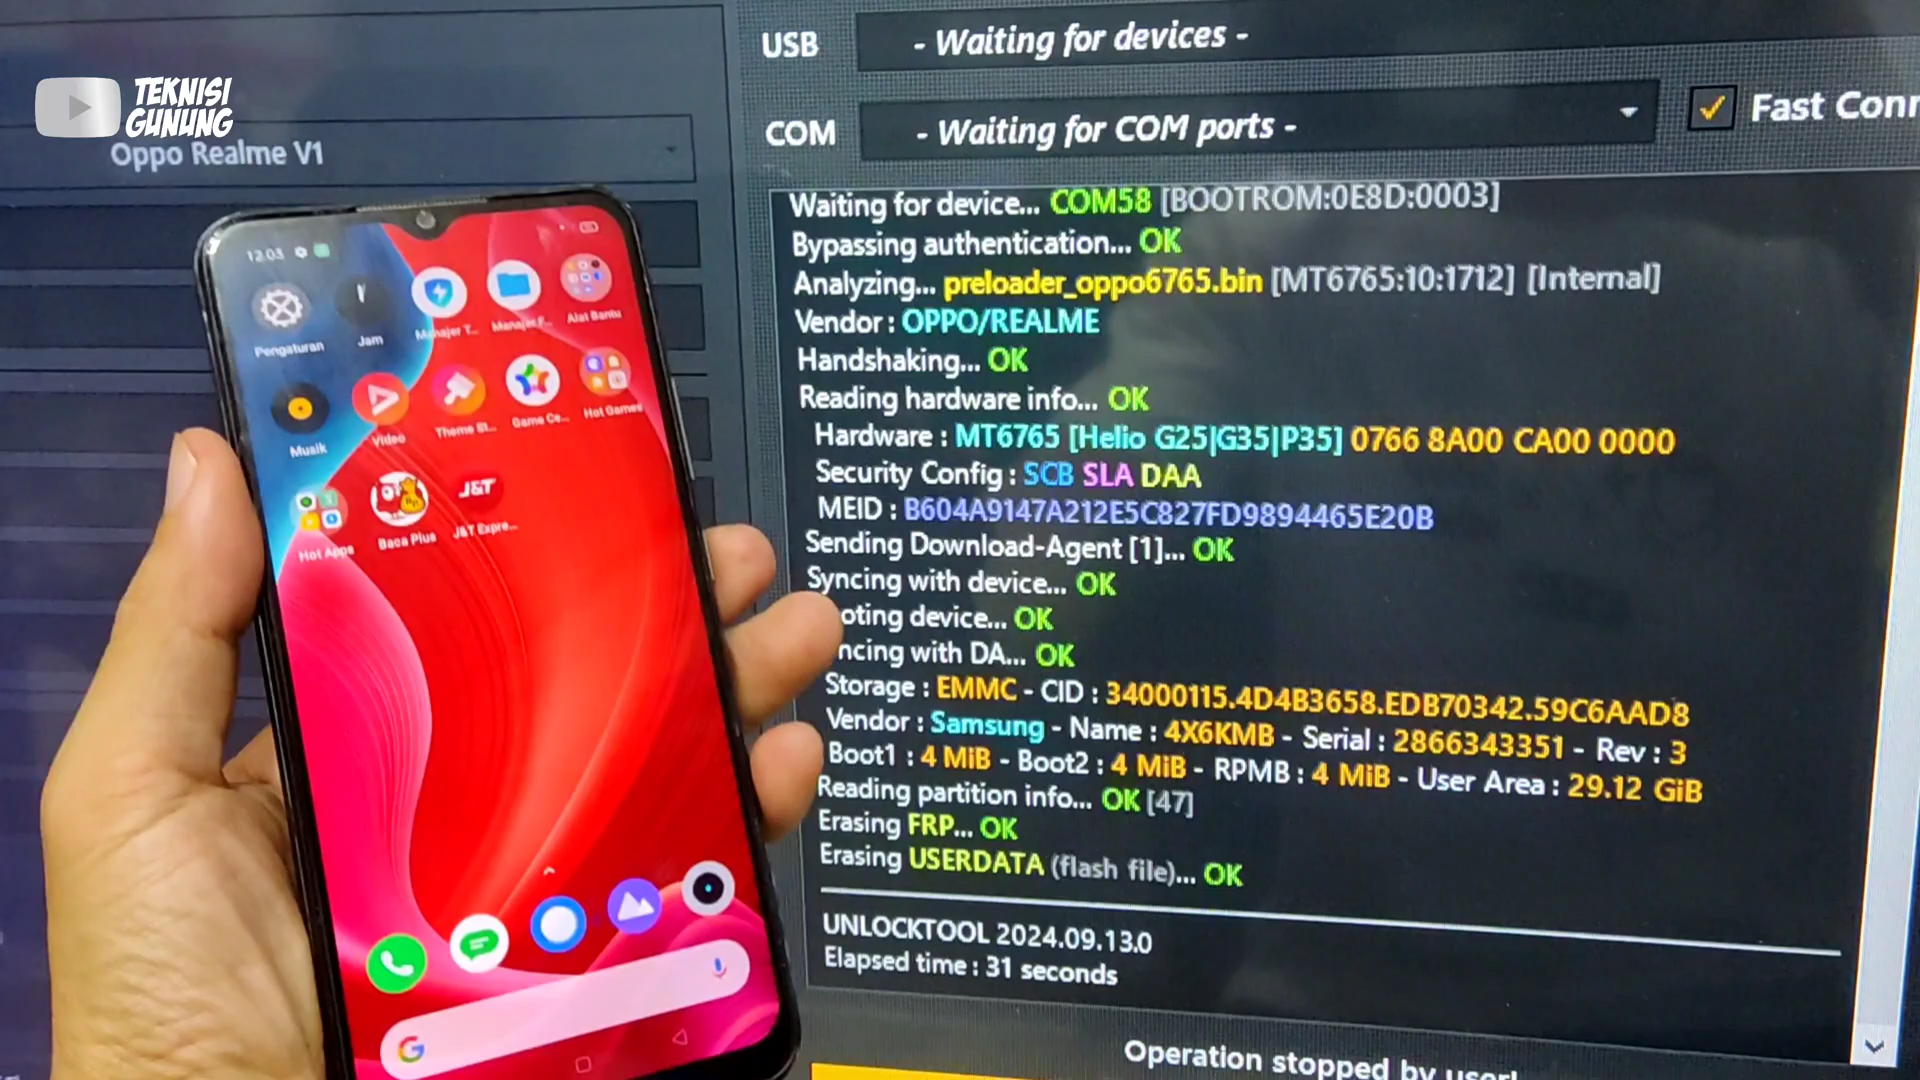 TEKNISI
GUNUNG
Oppo Realme V1
USB - Waiting for devices -
COM - Waiting for COM ports -
Fast Conn
Waiting for device... COM58 [BOOTROM:0E8D:0003]
Bypassing authentication... OK
Analyzing... preloader_oppo6765.bin [MT6765:10:1712] [Internal]
Vendor : OPPO/REALME
Handshaking... OK
Reading hardware info... OK
Hardware : MT6765 [Helio G25|G35|P35] 0766 8A00 CA00 0000
Security Config : SCB SLA DAA
MEID : B604A9147A212E5C827FD9894465E20B
Sending Download-Agent [1]... OK
Syncing with device... OK
oting device... OK
ncing with DA... OK
Storage : EMMC - CID : 34000115.4D4B3658.EDB70342.59C6AAD8
Vendor : Samsung - Name : 4X6KMB - Serial : 2866343351 - Rev : 3
Boot1 : 4 MiB - Boot2 : 4 MiB - RPMB : 4 MiB - User Area : 29.12 GiB
Reading partition info... OK [47]
Erasing FRP... OK
Erasing USERDATA (flash file)... OK
UNLOCKTOOL 2024.09.13.0
Elapsed time : 31 seconds
Operation stopped by user!
12.03
Pengaturan
Jam
Manajer T...
Manajer F...
Alat Bantu
Musik
Video
Theme St...
Game Ce...
Hot Games
Hot Apps
Baca Plus
J&T
J&T Expre...
G